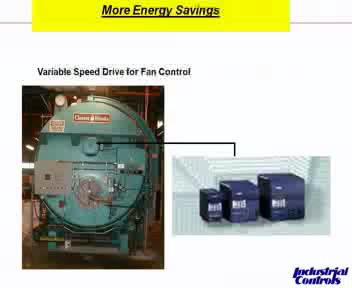 More Energy Savings
Variable Speed Drive for Fan Control
Cleaver Brooks
Industrial
Controls